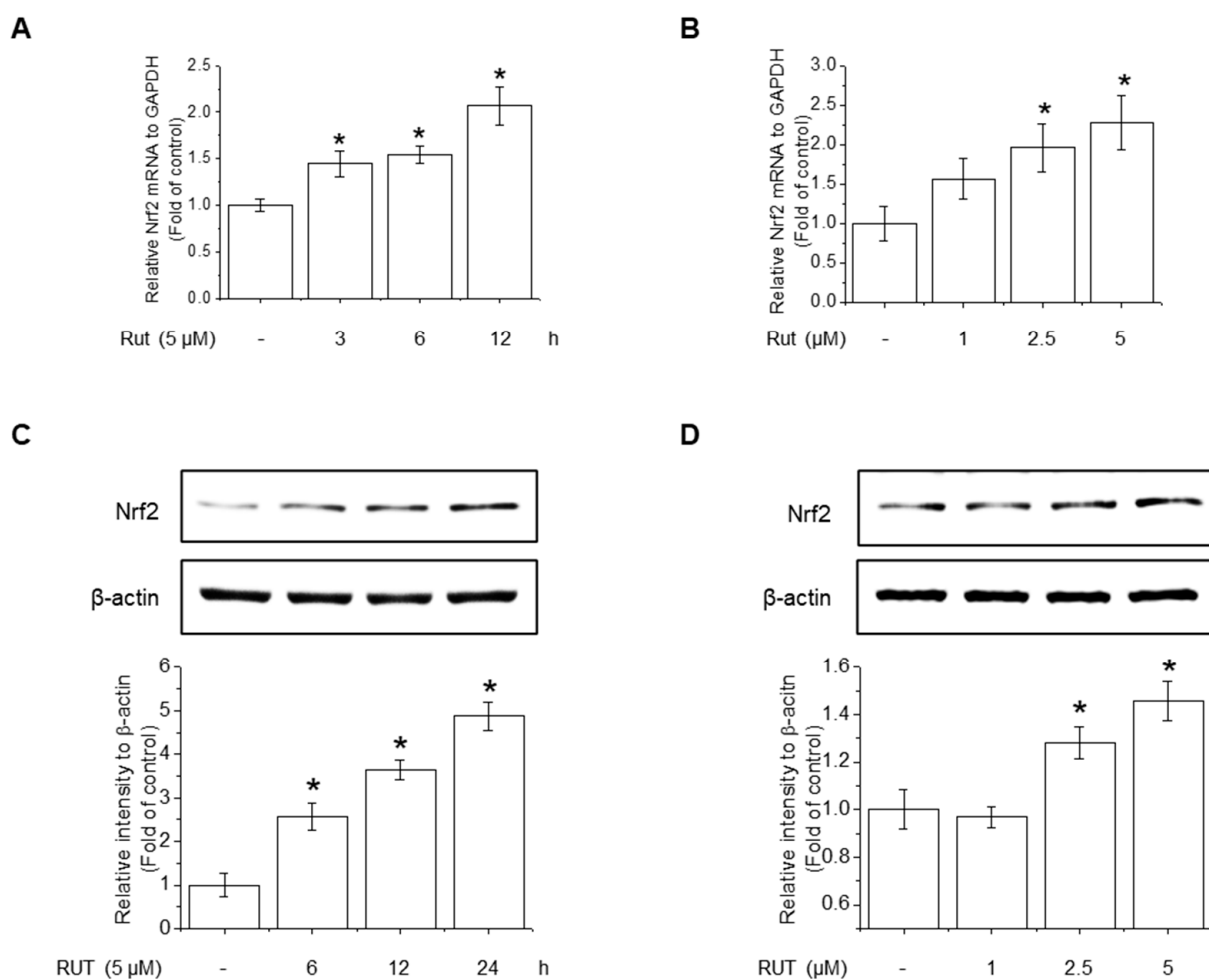 A
Relative Nrf2 mRNA to GAPDH
(Fold of control)
2.5
2.0
1.5
1.0
0.5
0.0
*
*
*
Rut (5 µM) - 3 6 12 h
B
Relative Nrf2 mRNA to GAPDH
(Fold of control)
3.0
2.5
2.0
1.5
1.0
0.5
0.0
*
*
Rut (µM) - 1 2.5 5
C
Nrf2
β-actin
Relative intensity to β-actin
(Fold of control)
6
5
4
3
2
1
0
*
*
*
RUT (5 µM) - 6 12 24 h
D
Nrf2
β-actin
Relative intensity to β-acitn
(Fold of control)
1.6
1.4
1.2
1.0
0.8
0.6
*
*
RUT (µM) - 1 2.5 5